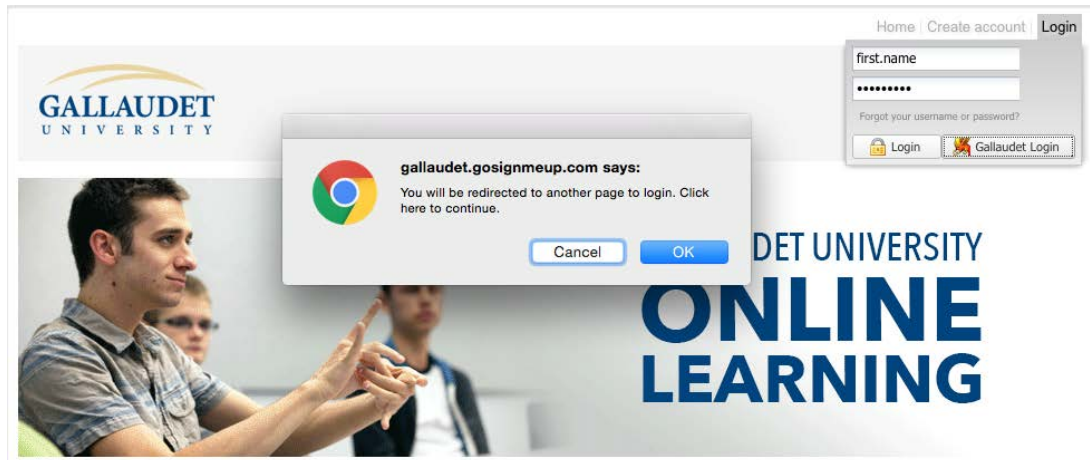 Home | Create account | Login
first.name
•••••••••
Forgot your username or password?
Login
Gallaudet Login
GALLAUDET
UNIVERSITY
gallaudet.gosignmeup.com says:
You will be redirected to another page to login. Click
here to continue.
Cancel
OK
DET UNIVERSITY
ONLINE
LEARNING